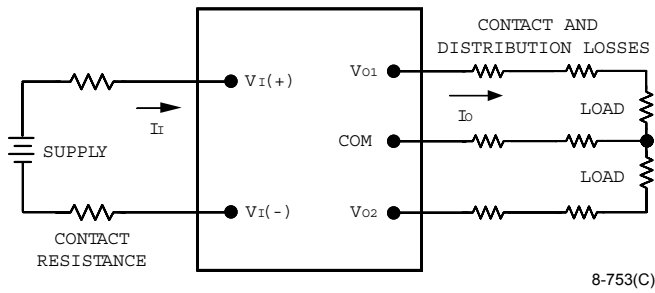 CONTACT AND
DISTRIBUTION LOSSES
VI(+)
VO1
II
IO
LOAD
SUPPLY
COM
LOAD
VI(-)
VO2
CONTACT
RESISTANCE
8-753(C)